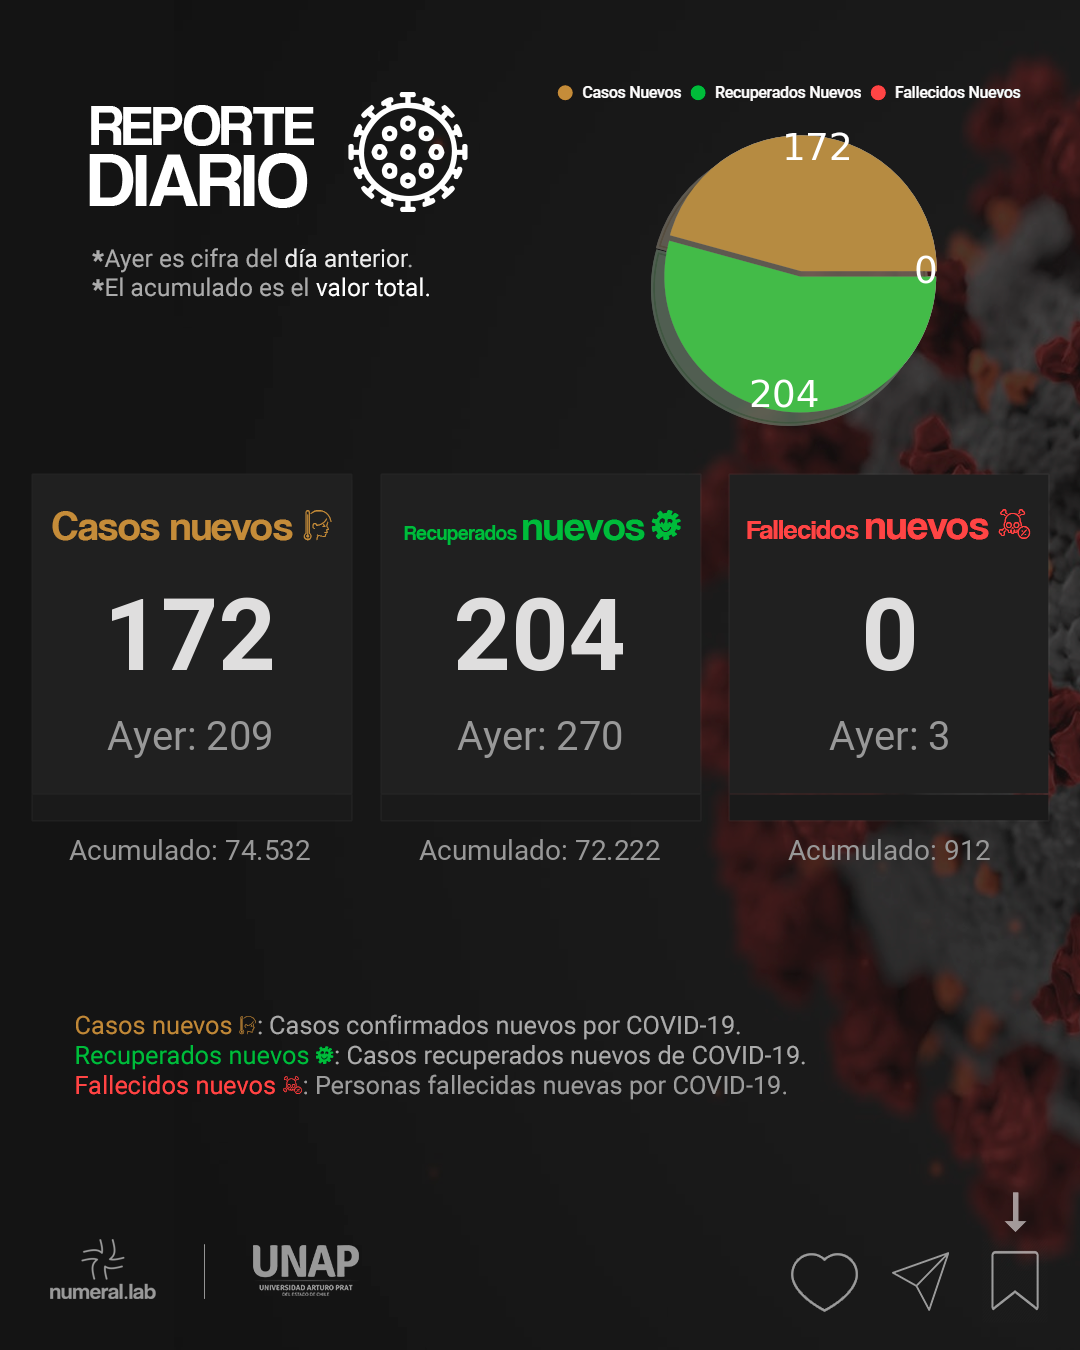 REPORTE
DIARIO
*Ayer es cifra del día anterior.
*El acumulado es el valor total.
Casos Nuevos Recuperados Nuevos Fallecidos Nuevos
172
0
204
Casos nuevos
172
Ayer: 209
Acumulado: 74.532
Recuperados nuevos
204
Ayer: 270
Acumulado: 72.222
Fallecidos nuevos
0
Ayer: 3
Acumulado: 912
Casos nuevos : Casos confirmados nuevos por COVID-19.
Recuperados nuevos : Casos recuperados nuevos de COVID-19.
Fallecidos nuevos : Personas fallecidas nuevas por COVID-19.
numeral.lab
UNAP
UNIVERSIDAD ARTURO PRAT
DEL ESTADO DE CHILE